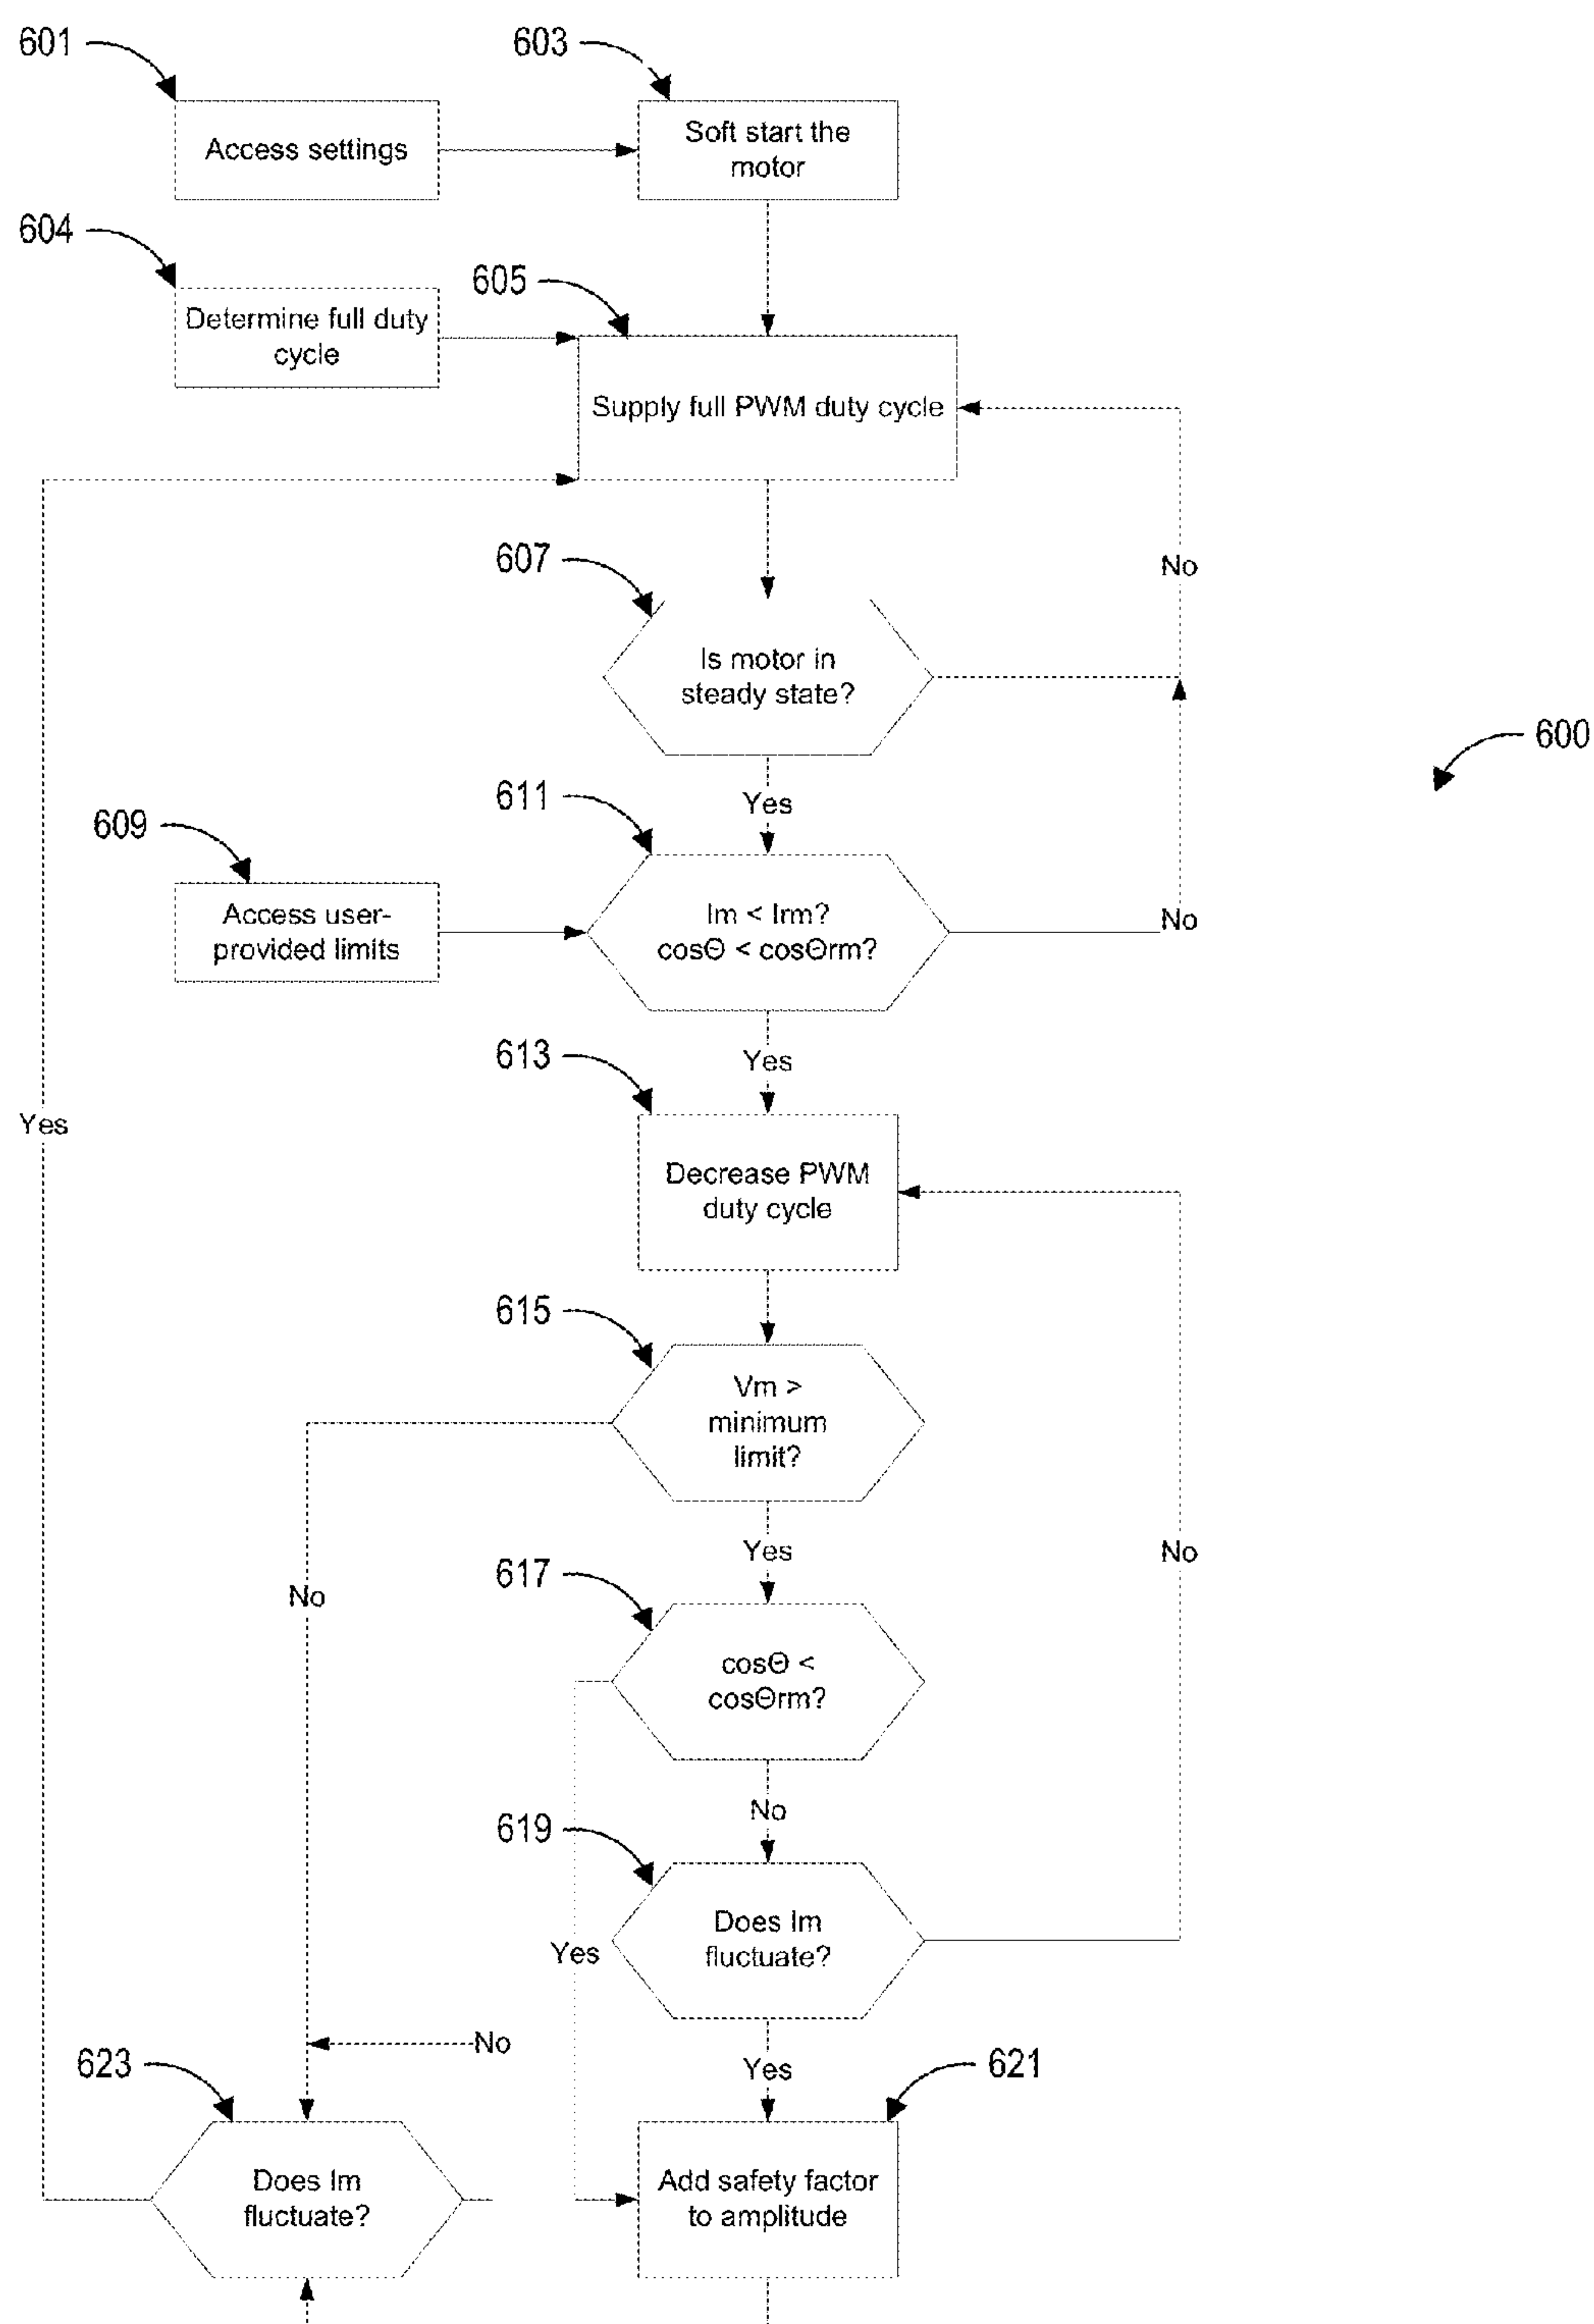 601
603
Access settings
Soft start the
motor
604
605
Determine full duty
cycle
Supply full PWM duty cycle
607
No
Is motor in
steady state?
600
611
Yes
609
Access user-
provided limits
Im < Irm?
cosΘ < cosΘrm?
No
613
Yes
Yes
Decrease PWM
duty cycle
615
Vm >
minimum
limit?
617
Yes
No
No
cosΘ <
cosΘrm?
619
No
Does Im
fluctuate?
Yes
No
623
Yes
621
Does Im
fluctuate?
Add safety factor
to amplitude